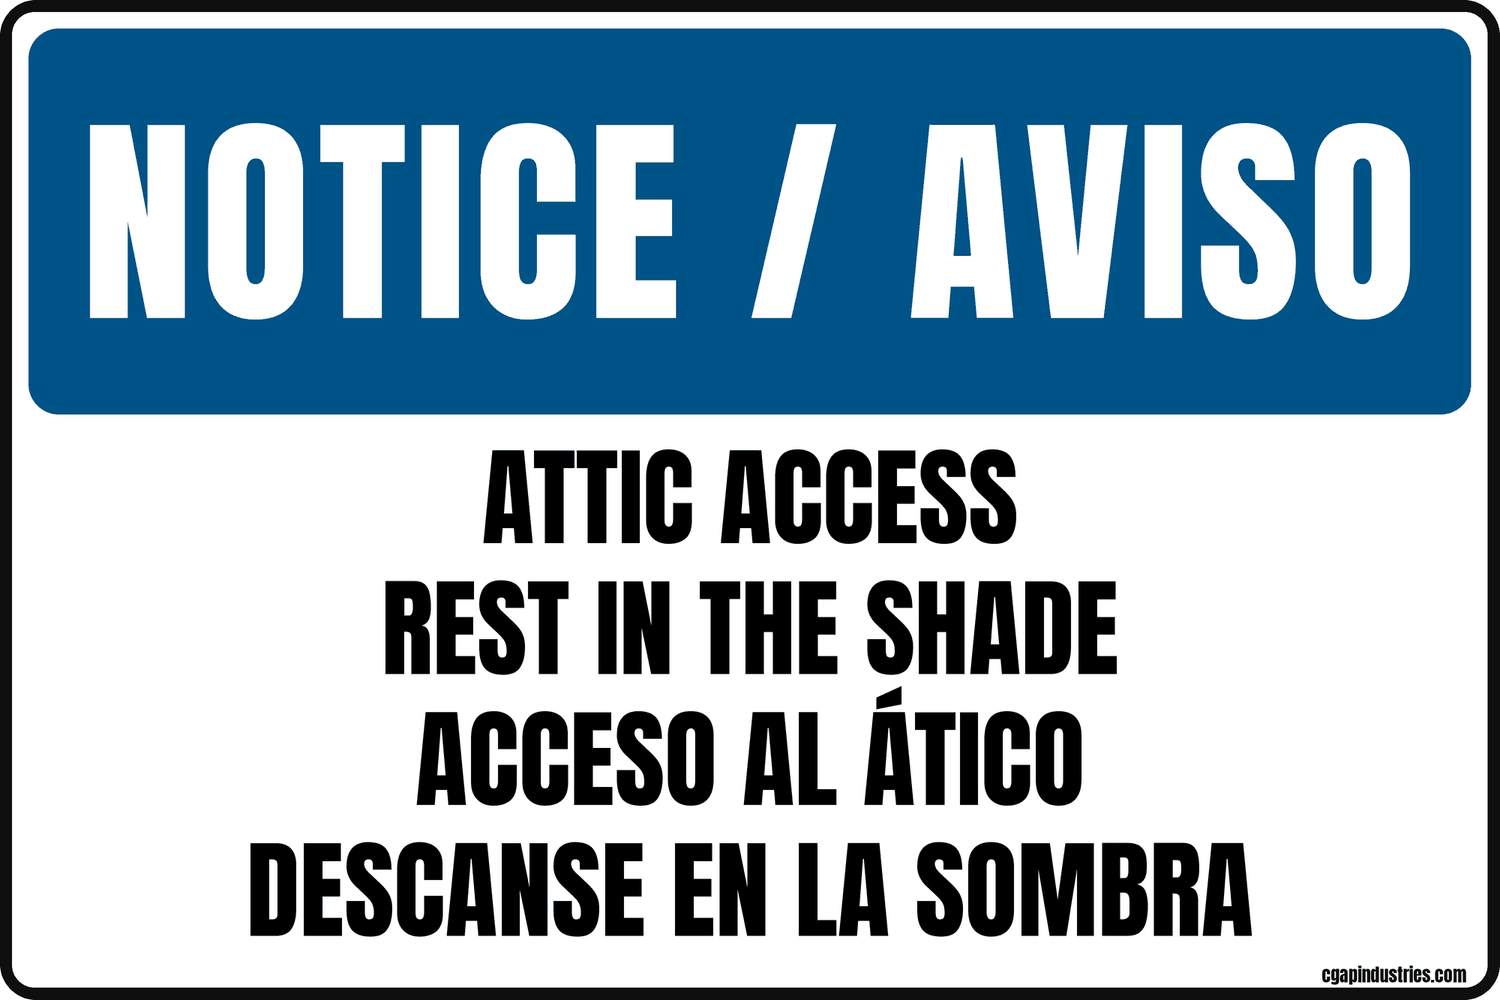 NOTICE / AVISO
ATTIC ACCESS
REST IN THE SHADE
ACCESO AL ÁTICO
DESCANSE EN LA SOMBRA
cgapindustries.com